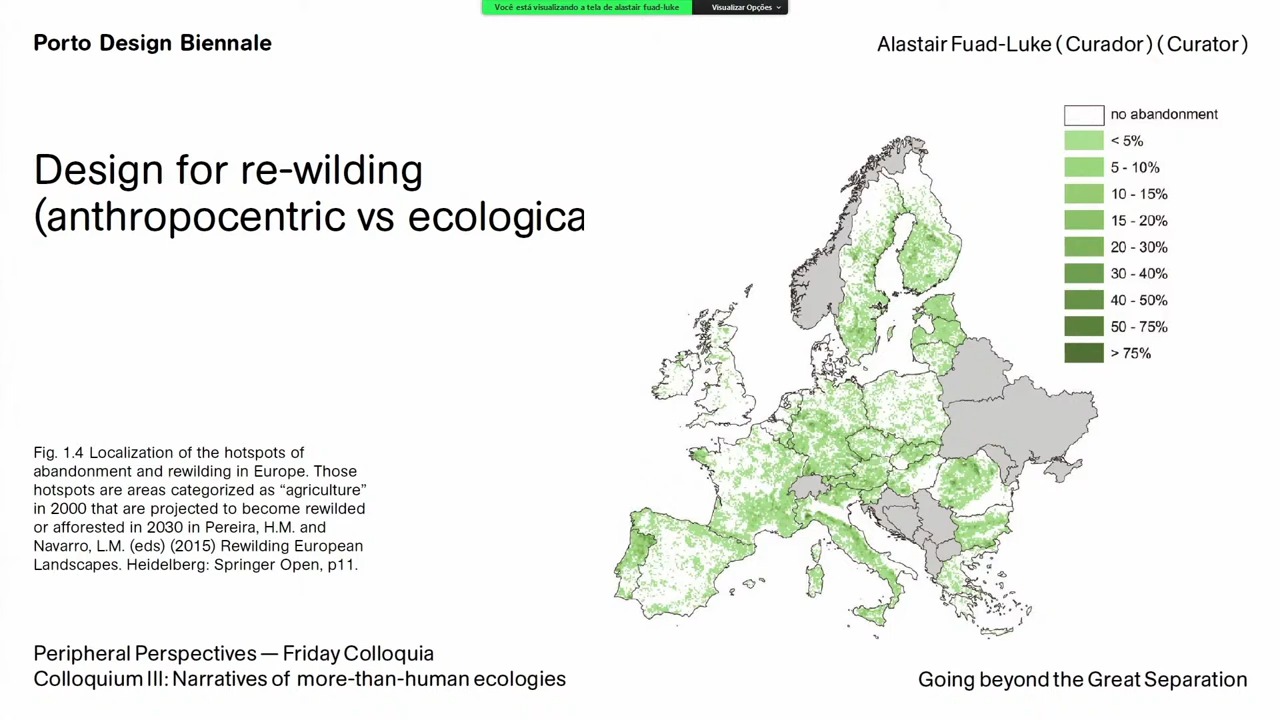 Você está visualizando a tela de alastair fuad-luke
Visualizar Opções
Porto Design Biennale
Alastair Fuad-Luke (Curador) (Curator)
Design for re-wilding
(anthropocentric vs ecologica
no abandonment
< 5%
5 - 10%
10 - 15%
15 - 20%
20 - 30%
30 - 40%
40 - 50%
50 - 75%
> 75%
Fig. 1.4 Localization of the hotspots of
abandonment and rewilding in Europe. Those
hotspots are areas categorized as “agriculture”
in 2000 that are projected to become rewilded
or afforested in 2030 in Pereira, H.M. and
Navarro, L.M. (eds) (2015) Rewilding European
Landscapes. Heidelberg: Springer Open, p11.
Peripheral Perspectives — Friday Colloquia
Colloquium III: Narratives of more-than-human ecologies
Going beyond the Great Separation